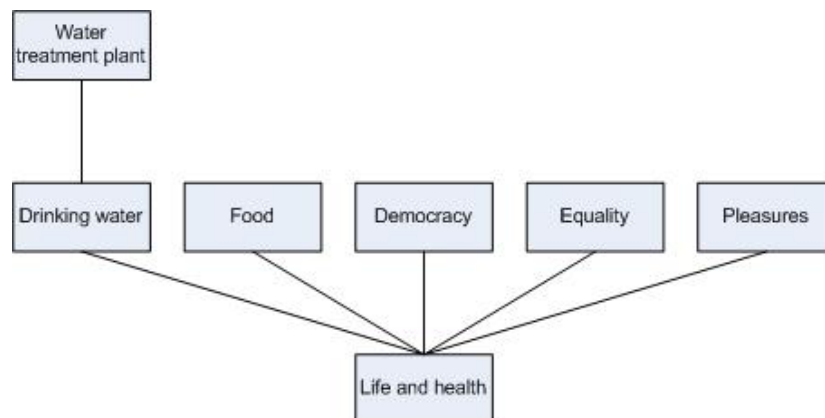 Water
treatment plant
Drinking water
Food
Democracy
Equality
Pleasures
Life and health